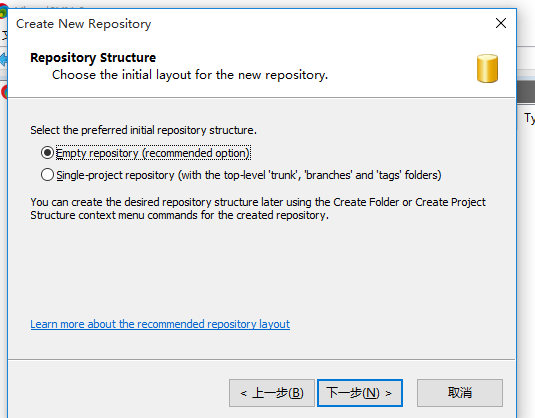 Create New Repository
Repository Structure
Choose the initial layout for the new repository.
Select the preferred initial repository structure.
Empty repository (recommended option)
Single-project repository (with the top-level 'trunk', 'branches' and 'tags' folders)
You can create the desired repository structure later using the Create Folder or Create Project
Structure context menu commands for the created repository.
Learn more about the recommended repository layout
< 上一步(B)
下一步(N) >
取消